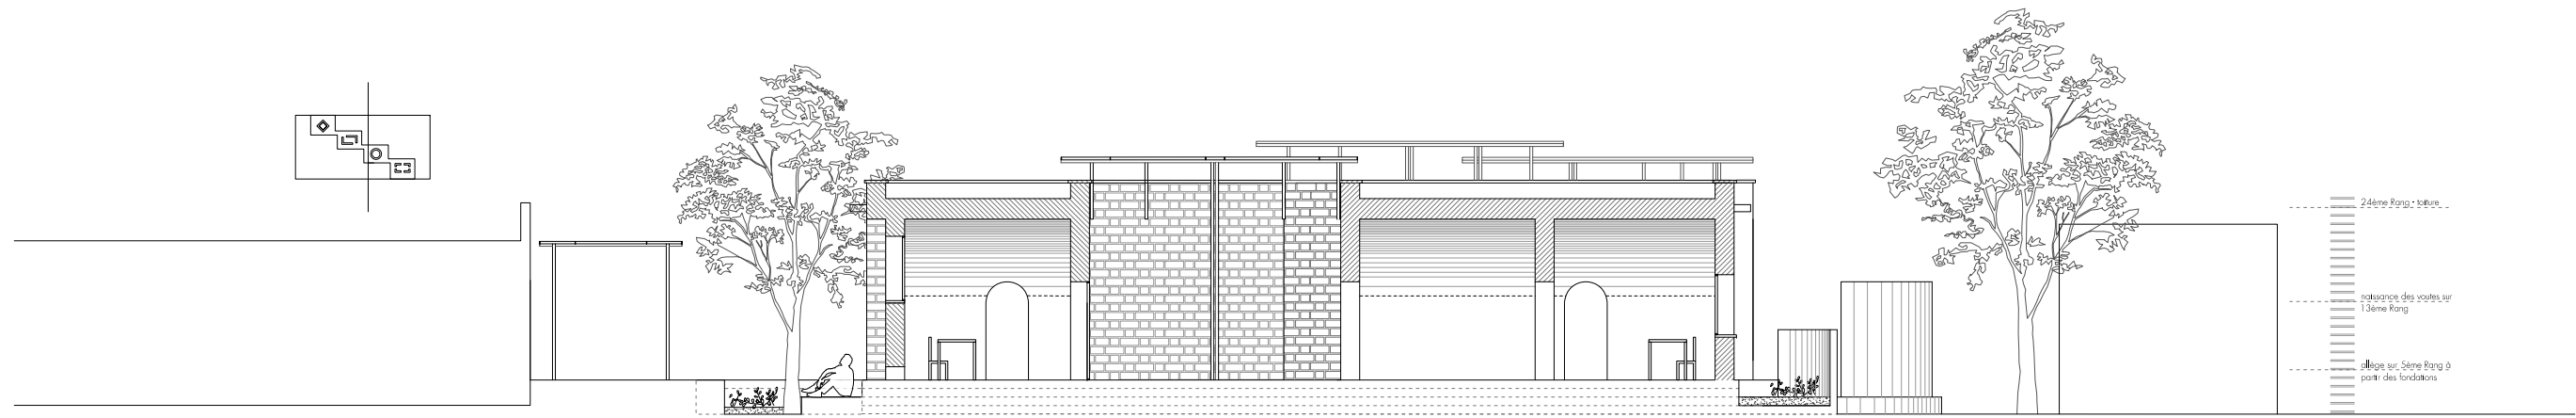 24ème Rang • toiture
naissance des voutes sur
13ème Rang
allège sur 5ème Rang à
partir des fondations